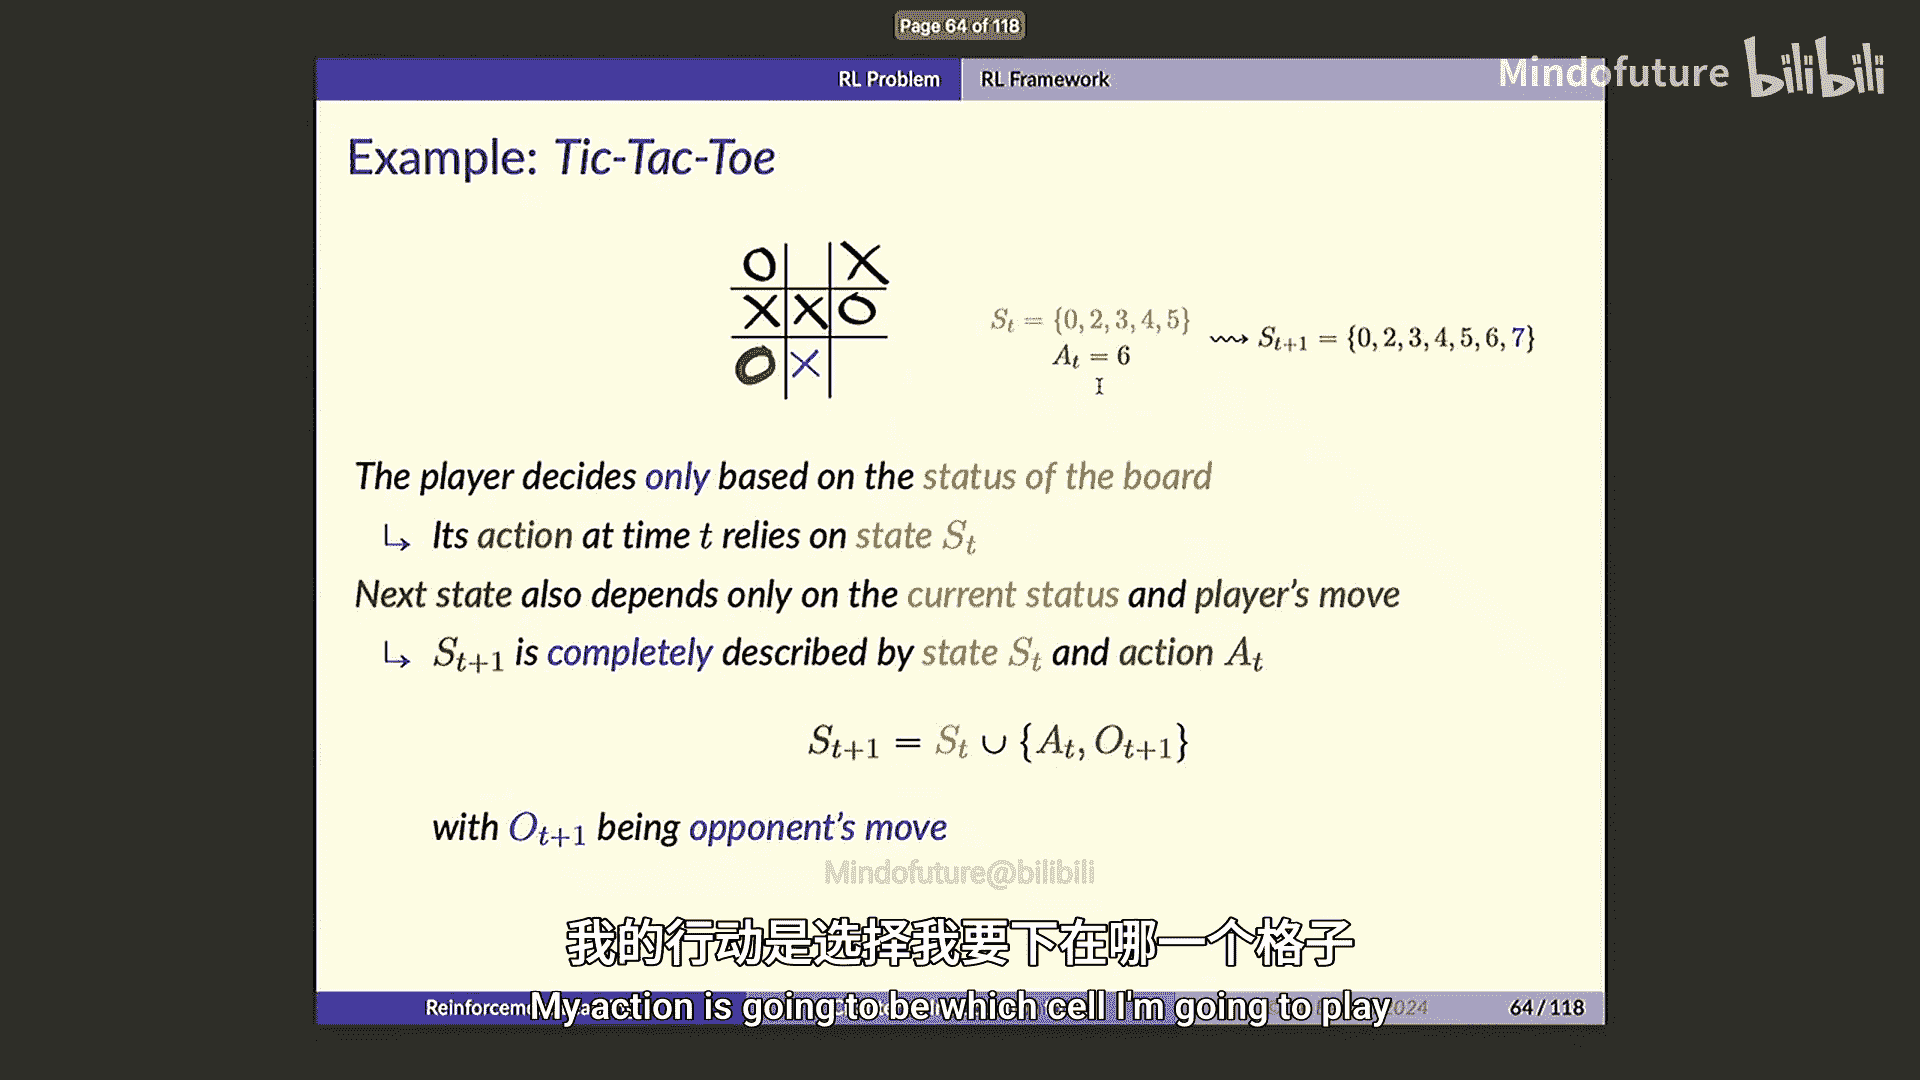 Page 64 of 118
Mindofuture bilibili
RL Problem RL Framework
Example: Tic-Tac-Toe
O X
X X O
O X
S_t = {0, 2, 3, 4, 5}
A_t = 6
⇝ S_{t+1} = {0, 2, 3, 4, 5, 6, 7}
The player decides only based on the status of the board
↳ Its action at time t relies on state S_t
Next state also depends only on the current status and player's move
↳ S_{t+1} is completely described by state S_t and action A_t
S_{t+1} = S_t ∪ {A_t, O_{t+1}}
with O_{t+1} being opponent's move
Mindofuture@bilibili
我的行动是选择我要下在哪一个格子
My action is going to be which cell I'm going to play
2024 64 / 118